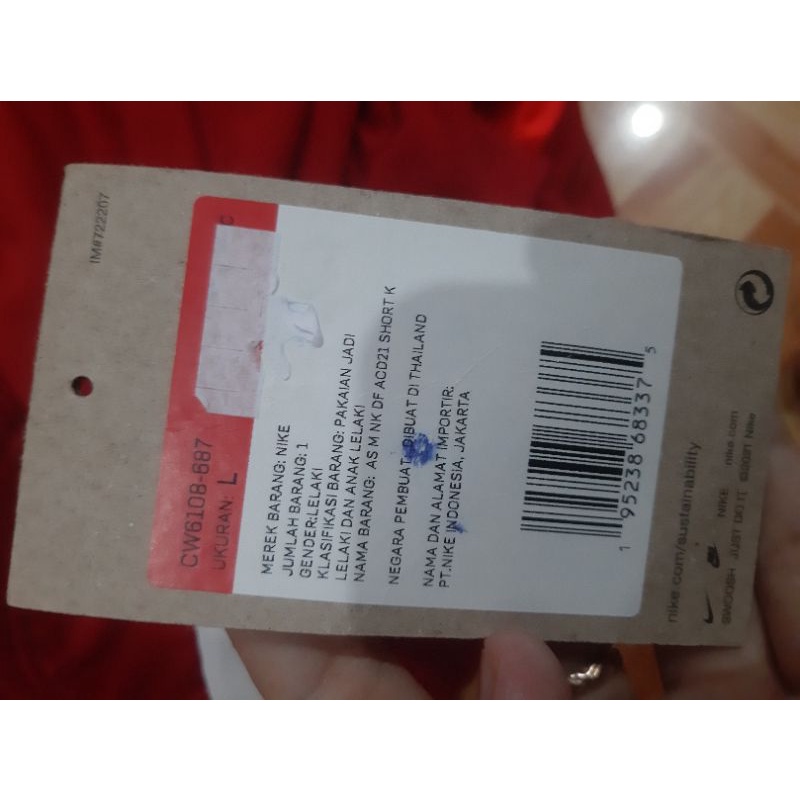 IM#722207
CW6108-687
UKURAN: L
MEREK BARANG: NIKE
JUMLAH BARANG: 1
GENDER:LELAKI
KLASIFIKASI BARANG: PAKAIAN JADI
LELAKI DAN ANAK LELAKI
NAMA BARANG: AS M NK DF ACD21 SHORT K
NEGARA PEMBUAT: DIBUAT DI THAILAND
NAMA DAN ALAMAT IMPORTIR:
PT.NIKE INDONESIA, JAKARTA
1 95238 68337 5
nike.com/sustainability
NIKE nike.com
SWOOSH JUST DO IT ©2021 Nike